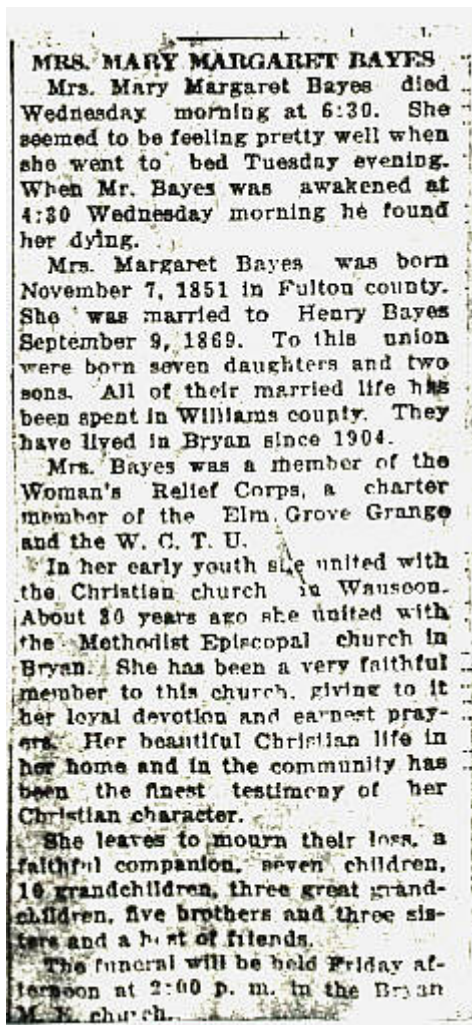 MRS. MARY MARGARET BAYES
Mrs. Mary Margaret Bayes died
Wednesday morning at 6:30. She
seemed to be feeling pretty well when
she went to bed Tuesday evening.
When Mr. Bayes was awakened at
4:30 Wednesday morning he found
her dying.
Mrs. Margaret Bayes was born
November 7, 1851 in Fulton county.
She was married to Henry Bayes
September 9, 1869. To this union
were born seven daughters and two
sons. All of their married life has
been spent in Williams county. They
have lived in Bryan since 1904.
Mrs. Bayes was a member of the
Woman's Relief Corps, a charter
member of the Elm Grove Grange
and the W. C. T. U.
In her early youth she united with
the Christian church in Wauseon.
About years ago she united with
the Methodist Episcopal church in
Bryan. She has been a very faithful
member to this church, giving to it
her loyal devotion and earnest pray-
ers. Her beautiful Christian life in
her home and in the community has
been the finest testimony of her
Christian character.
She leaves to mourn their loss, a
faithful companion, seven children,
grandchildren, three great grand-
children, five brothers and three sis-
ters and a host of friends.
The funeral will be held Friday af-
ternoon at 2:00 p. m. in the Bryan
M. E. church.